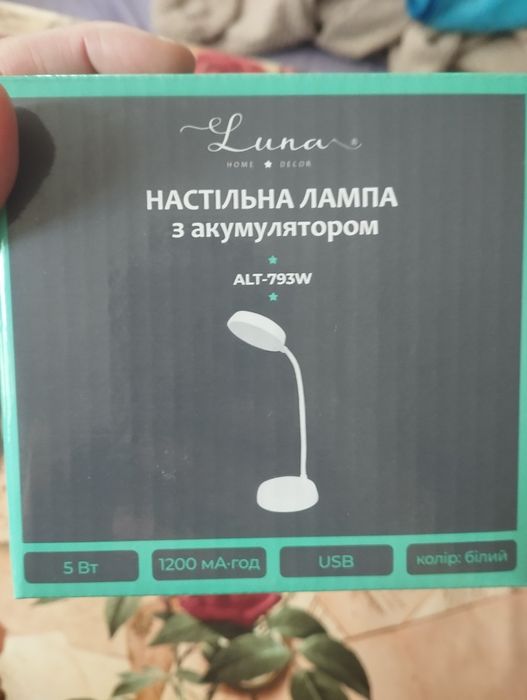 Luna®
HOME ★ DECOR
НАСТІЛЬНА ЛАМПА
з акумулятором
ALT-793W
5 Вт
1200 мА·год
USB
колір: білий